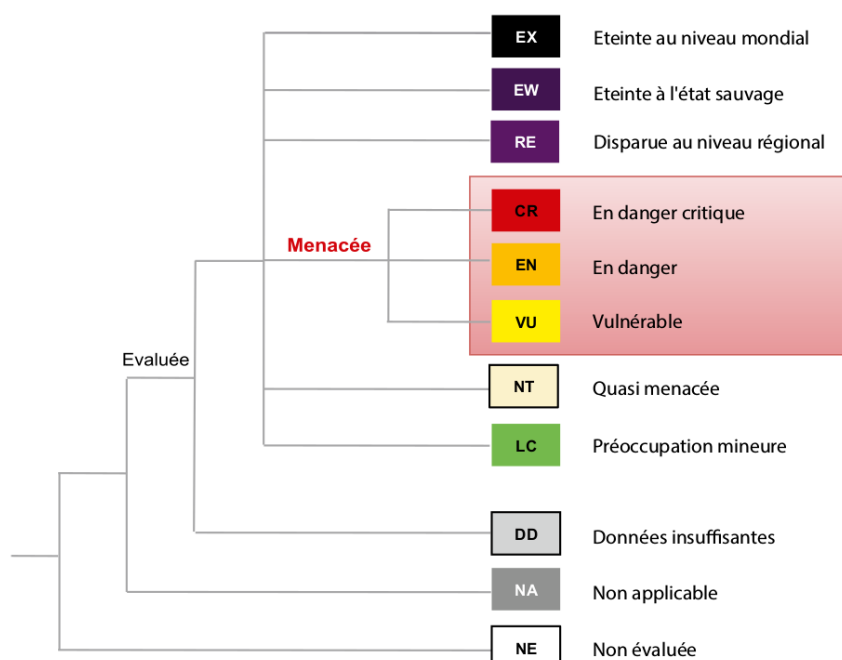 EX Eteinte au niveau mondial
EW Eteinte à l'état sauvage
RE Disparue au niveau régional
CR En danger critique
Menacée
EN En danger
VU Vulnérable
Evaluée
NT Quasi menacée
LC Préoccupation mineure
DD Données insuffisantes
NA Non applicable
NE Non évaluée